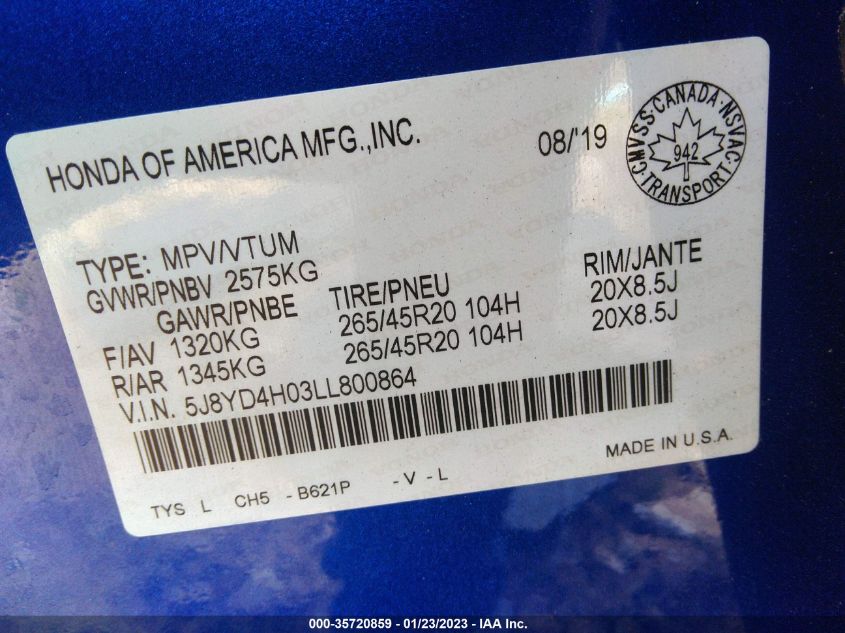 HONDA OF AMERICA MFG.,INC.
08/'19
CMVSS · CANADA · NSVAC · TRANSPORT
942
TYPE: MPV/VTUM
GVWR/PNBV 2575KG
GAWR/PNBE TIRE/PNEU RIM/JANTE
F/AV 1320KG 265/45R20 104H 20X8.5J
R/AR 1345KG 265/45R20 104H 20X8.5J
V.I.N. 5J8YD4H03LL800864
MADE IN U.S.A.
TYS L CH5 - B621P - V - L
000-35720859 - 01/23/2023 - IAA Inc.